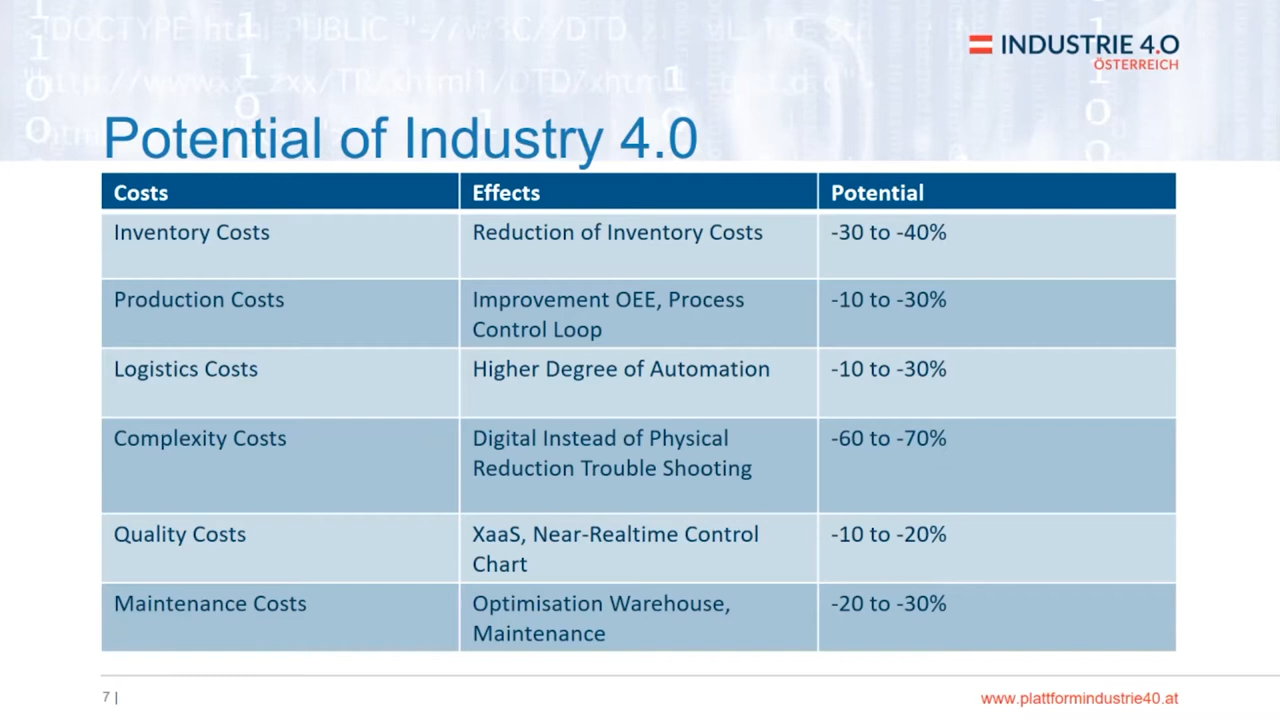 INDUSTRIE 4.0
ÖSTERREICH
Potential of Industry 4.0
Costs Effects Potential
Inventory Costs Reduction of Inventory Costs -30 to -40%
Production Costs Improvement OEE, Process -10 to -30%
Control Loop
Logistics Costs Higher Degree of Automation -10 to -30%
Complexity Costs Digital Instead of Physical -60 to -70%
Reduction Trouble Shooting
Quality Costs XaaS, Near-Realtime Control -10 to -20%
Chart
Maintenance Costs Optimisation Warehouse, -20 to -30%
Maintenance
7 |
www.plattformindustrie40.at